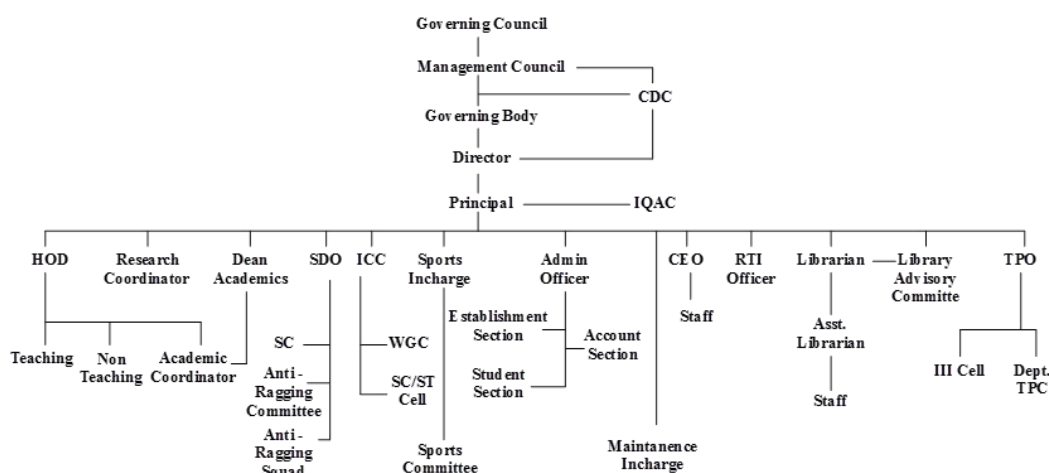 Governing Council
Management Council
CDC
Governing Body
Director
Principal
IQAC
HOD
Research
Coordinator
Dean
Academics
SDO
ICC
Sports
Incharge
Admin
Officer
CEO
RTI
Officer
Librarian
Library
Advisory
Committe
TPO
Teaching
Non
Teaching
Academic
Coordinator
SC
Anti-
Ragging
Committee
Anti-
Ragging
Squad
WGC
SC/ST
Cell
Sports
Committee
Establishment
Section
Account
Section
Student
Section
Maintanence
Incharge
Staff
Asst.
Librarian
Staff
III Cell
Dept.
TPC